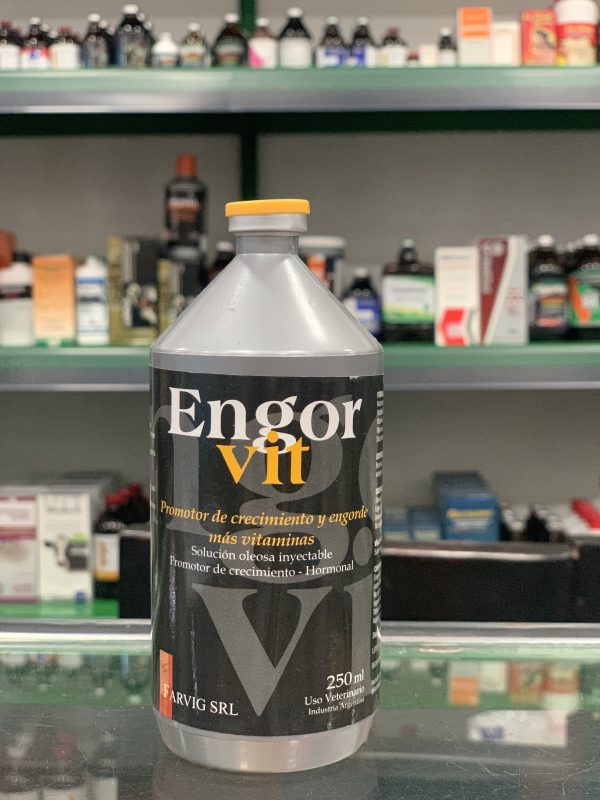 Engor
vit
Promotor de crecimiento y engorde
más vitaminas
Solución oleosa inyectable
Promotor de crecimiento - Hormonal
250 ml
Uso Veterinario
Industria Argentina
FARVIG SRL